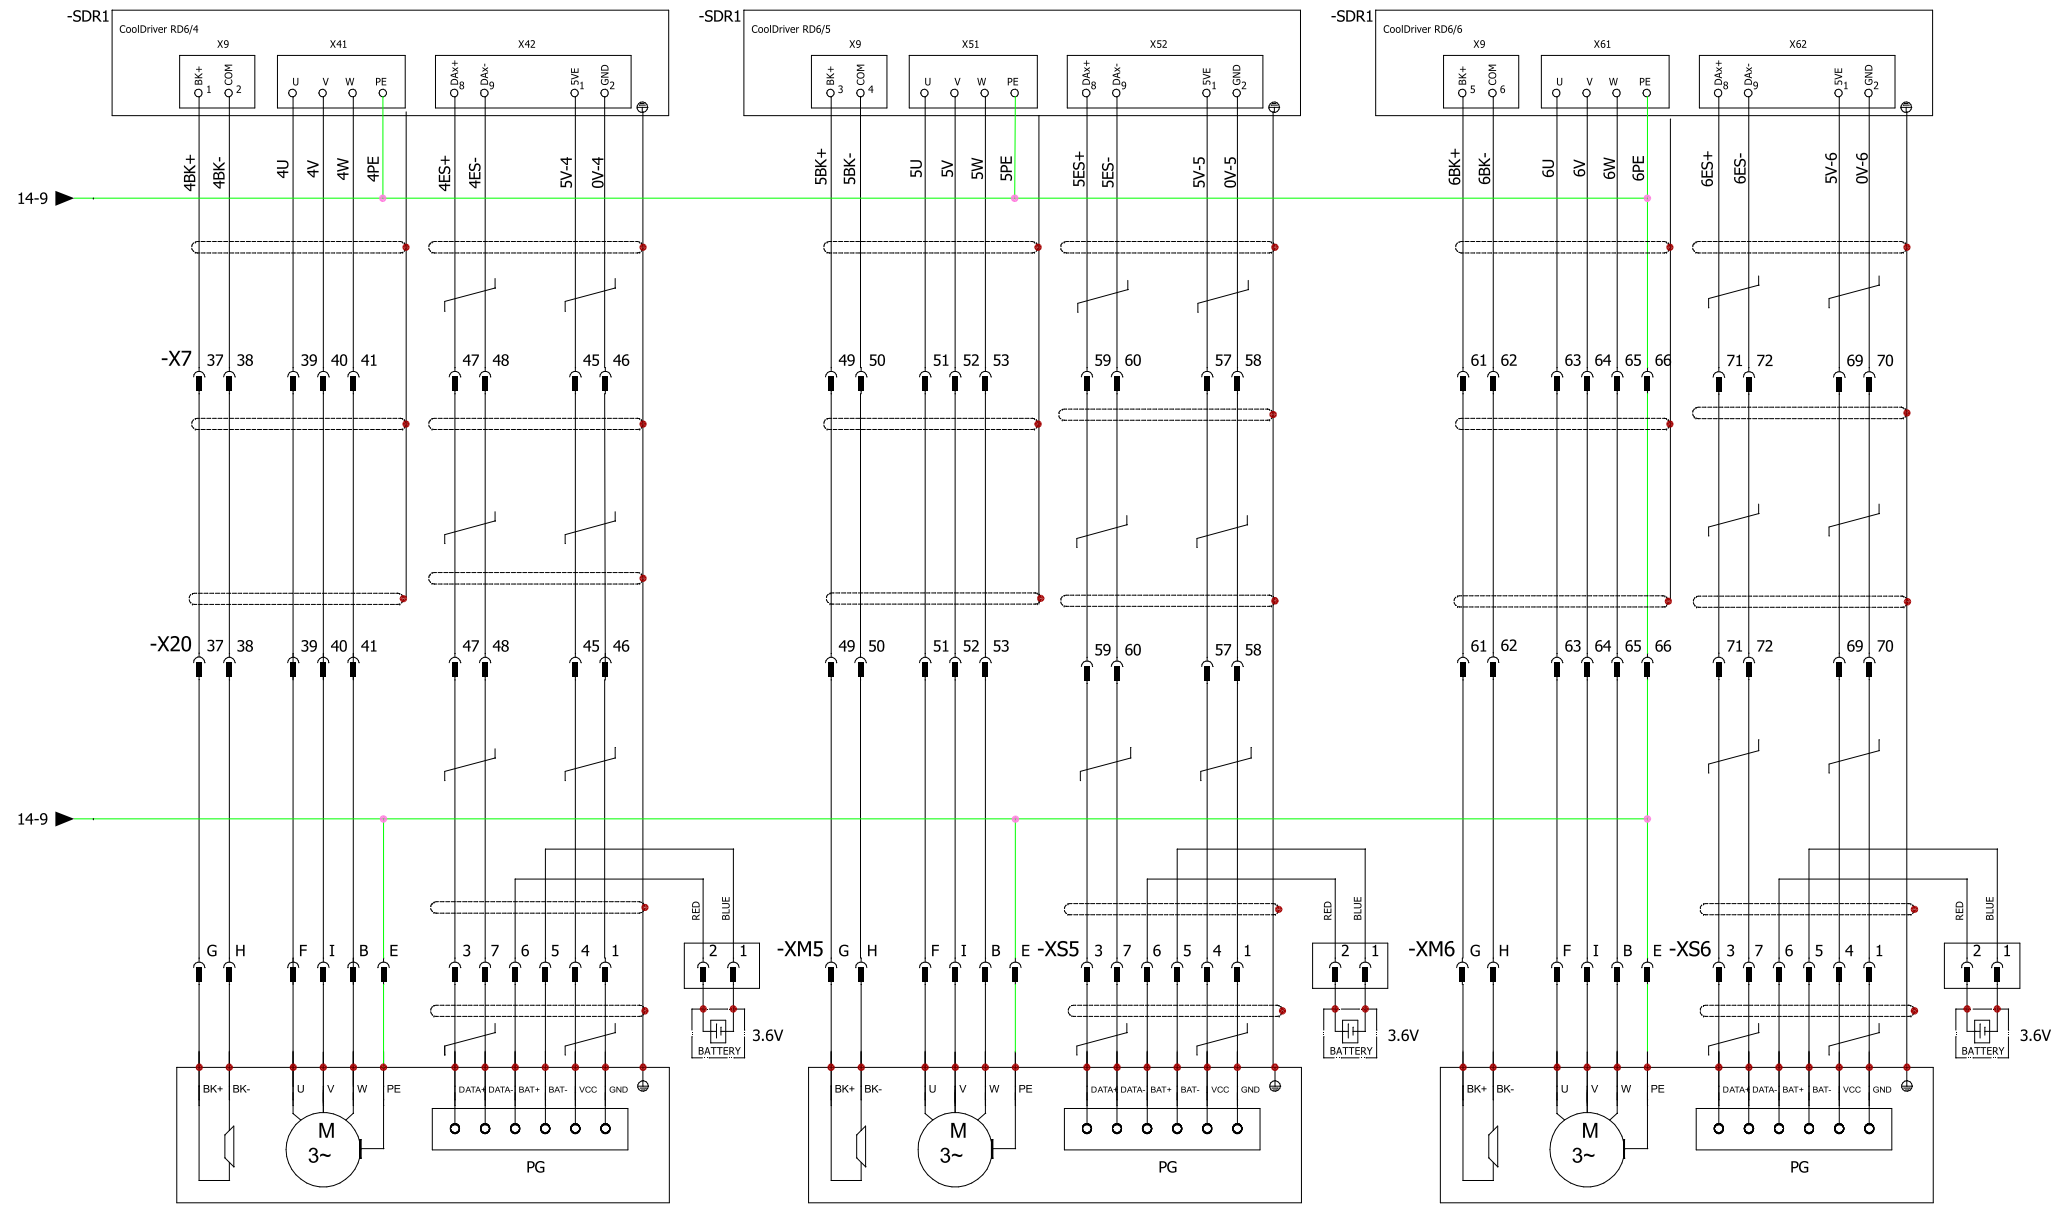 -SDR1 -SDR1 -SDR1
CoolDriver RD6/4 CoolDriver RD6/5 CoolDriver RD6/6
X9 X41 X42 X9 X51 X52 X9 X61 X62
BK+ COM U V W PE DAx+ DAx- 5VE GND BK+ COM U V W PE DAx+ DAx- 5VE GND BK+ COM U V W PE DAx+ DAx- 5VE GND
1 2 8 9 1 2 3 4 8 9 1 2 5 6 8 9 1 2
4BK+ 4BK- 4U 4V 4W 4PE 4ES+ 4ES- 5V-4 0V-4 5BK+ 5BK- 5U 5V 5W 5PE 5ES+ 5ES- 5V-5 0V-5 6BK+ 6BK- 6U 6V 6W 6PE 6ES+ 6ES- 5V-6 0V-6
14-9
-X7 37 38 39 40 41 47 48 45 46 49 50 51 52 53 59 60 57 58 61 62 63 64 65 66 71 72 69 70
-X20 37 38 39 40 41 47 48 45 46 49 50 51 52 53 59 60 57 58 61 62 63 64 65 66 71 72 69 70
14-9
RED BLUE RED BLUE RED BLUE
G H F I B E 3 7 6 5 4 1 2 1 -XM5 G H F I B E -XS5 3 7 6 5 4 1 2 1 -XM6 G H F I B E -XS6 3 7 6 5 4 1 2 1
3.6V 3.6V 3.6V
BATTERY BATTERY BATTERY
BK+ BK- U V W PE DATA+ DATA- BAT+ BAT- VCC GND BK+ BK- U V W PE DATA+ DATA- BAT+ BAT- VCC GND BK+ BK- U V W PE DATA+ DATA- BAT+ BAT- VCC GND
M M M
3~ 3~ 3~
PG PG PG